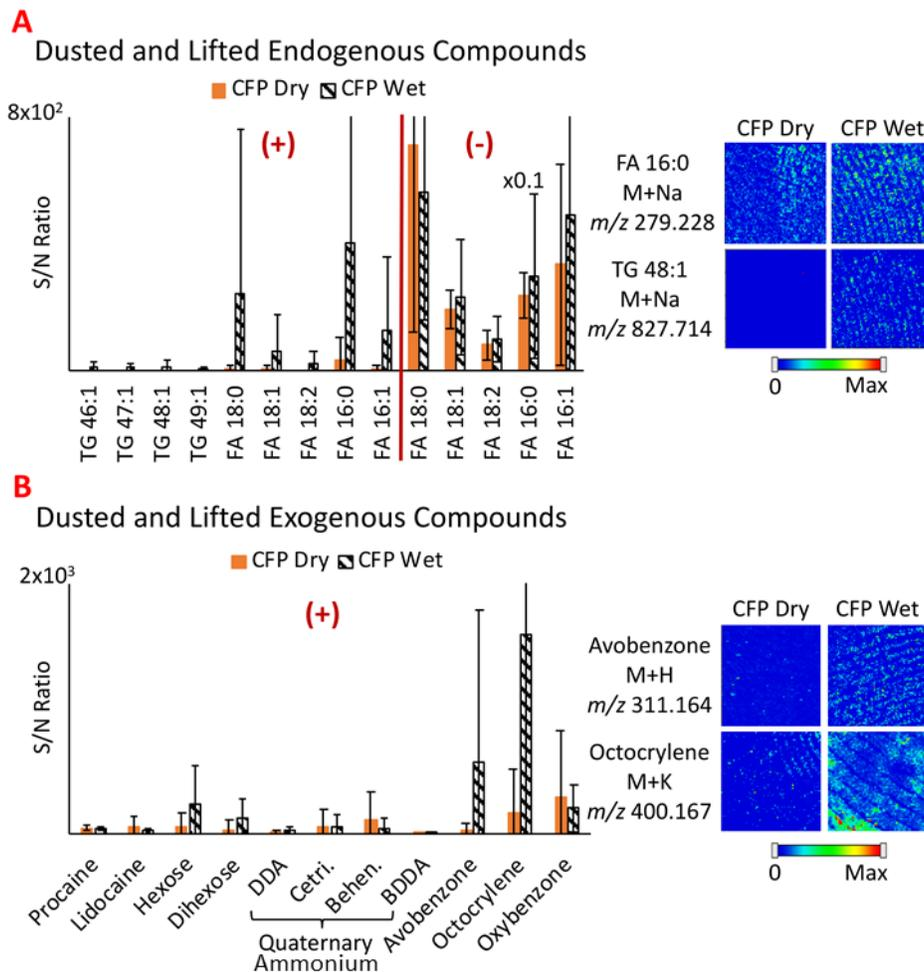 A
Dusted and Lifted Endogenous Compounds
CFP Dry CFP Wet
8x10²
S/N Ratio
(+) (-)
x0.1
TG 46:1
TG 47:1
TG 48:1
TG 49:1
FA 18:0
FA 18:1
FA 18:2
FA 16:0
FA 16:1
FA 18:0
FA 18:1
FA 18:2
FA 16:0
FA 16:1
CFP Dry CFP Wet
FA 16:0
M+Na
m/z 279.228
TG 48:1
M+Na
m/z 827.714
0 Max
B
Dusted and Lifted Exogenous Compounds
CFP Dry CFP Wet
2x10³
S/N Ratio
(+)
Procaine
Lidocaine
Hexose
Dihexose
DDA
Cetri.
Behen.
BDDA
Avobenzone
Octocrylene
Oxybenzone
Quaternary
Ammonium
CFP Dry CFP Wet
Avobenzone
M+H
m/z 311.164
Octocrylene
M+K
m/z 400.167
0 Max